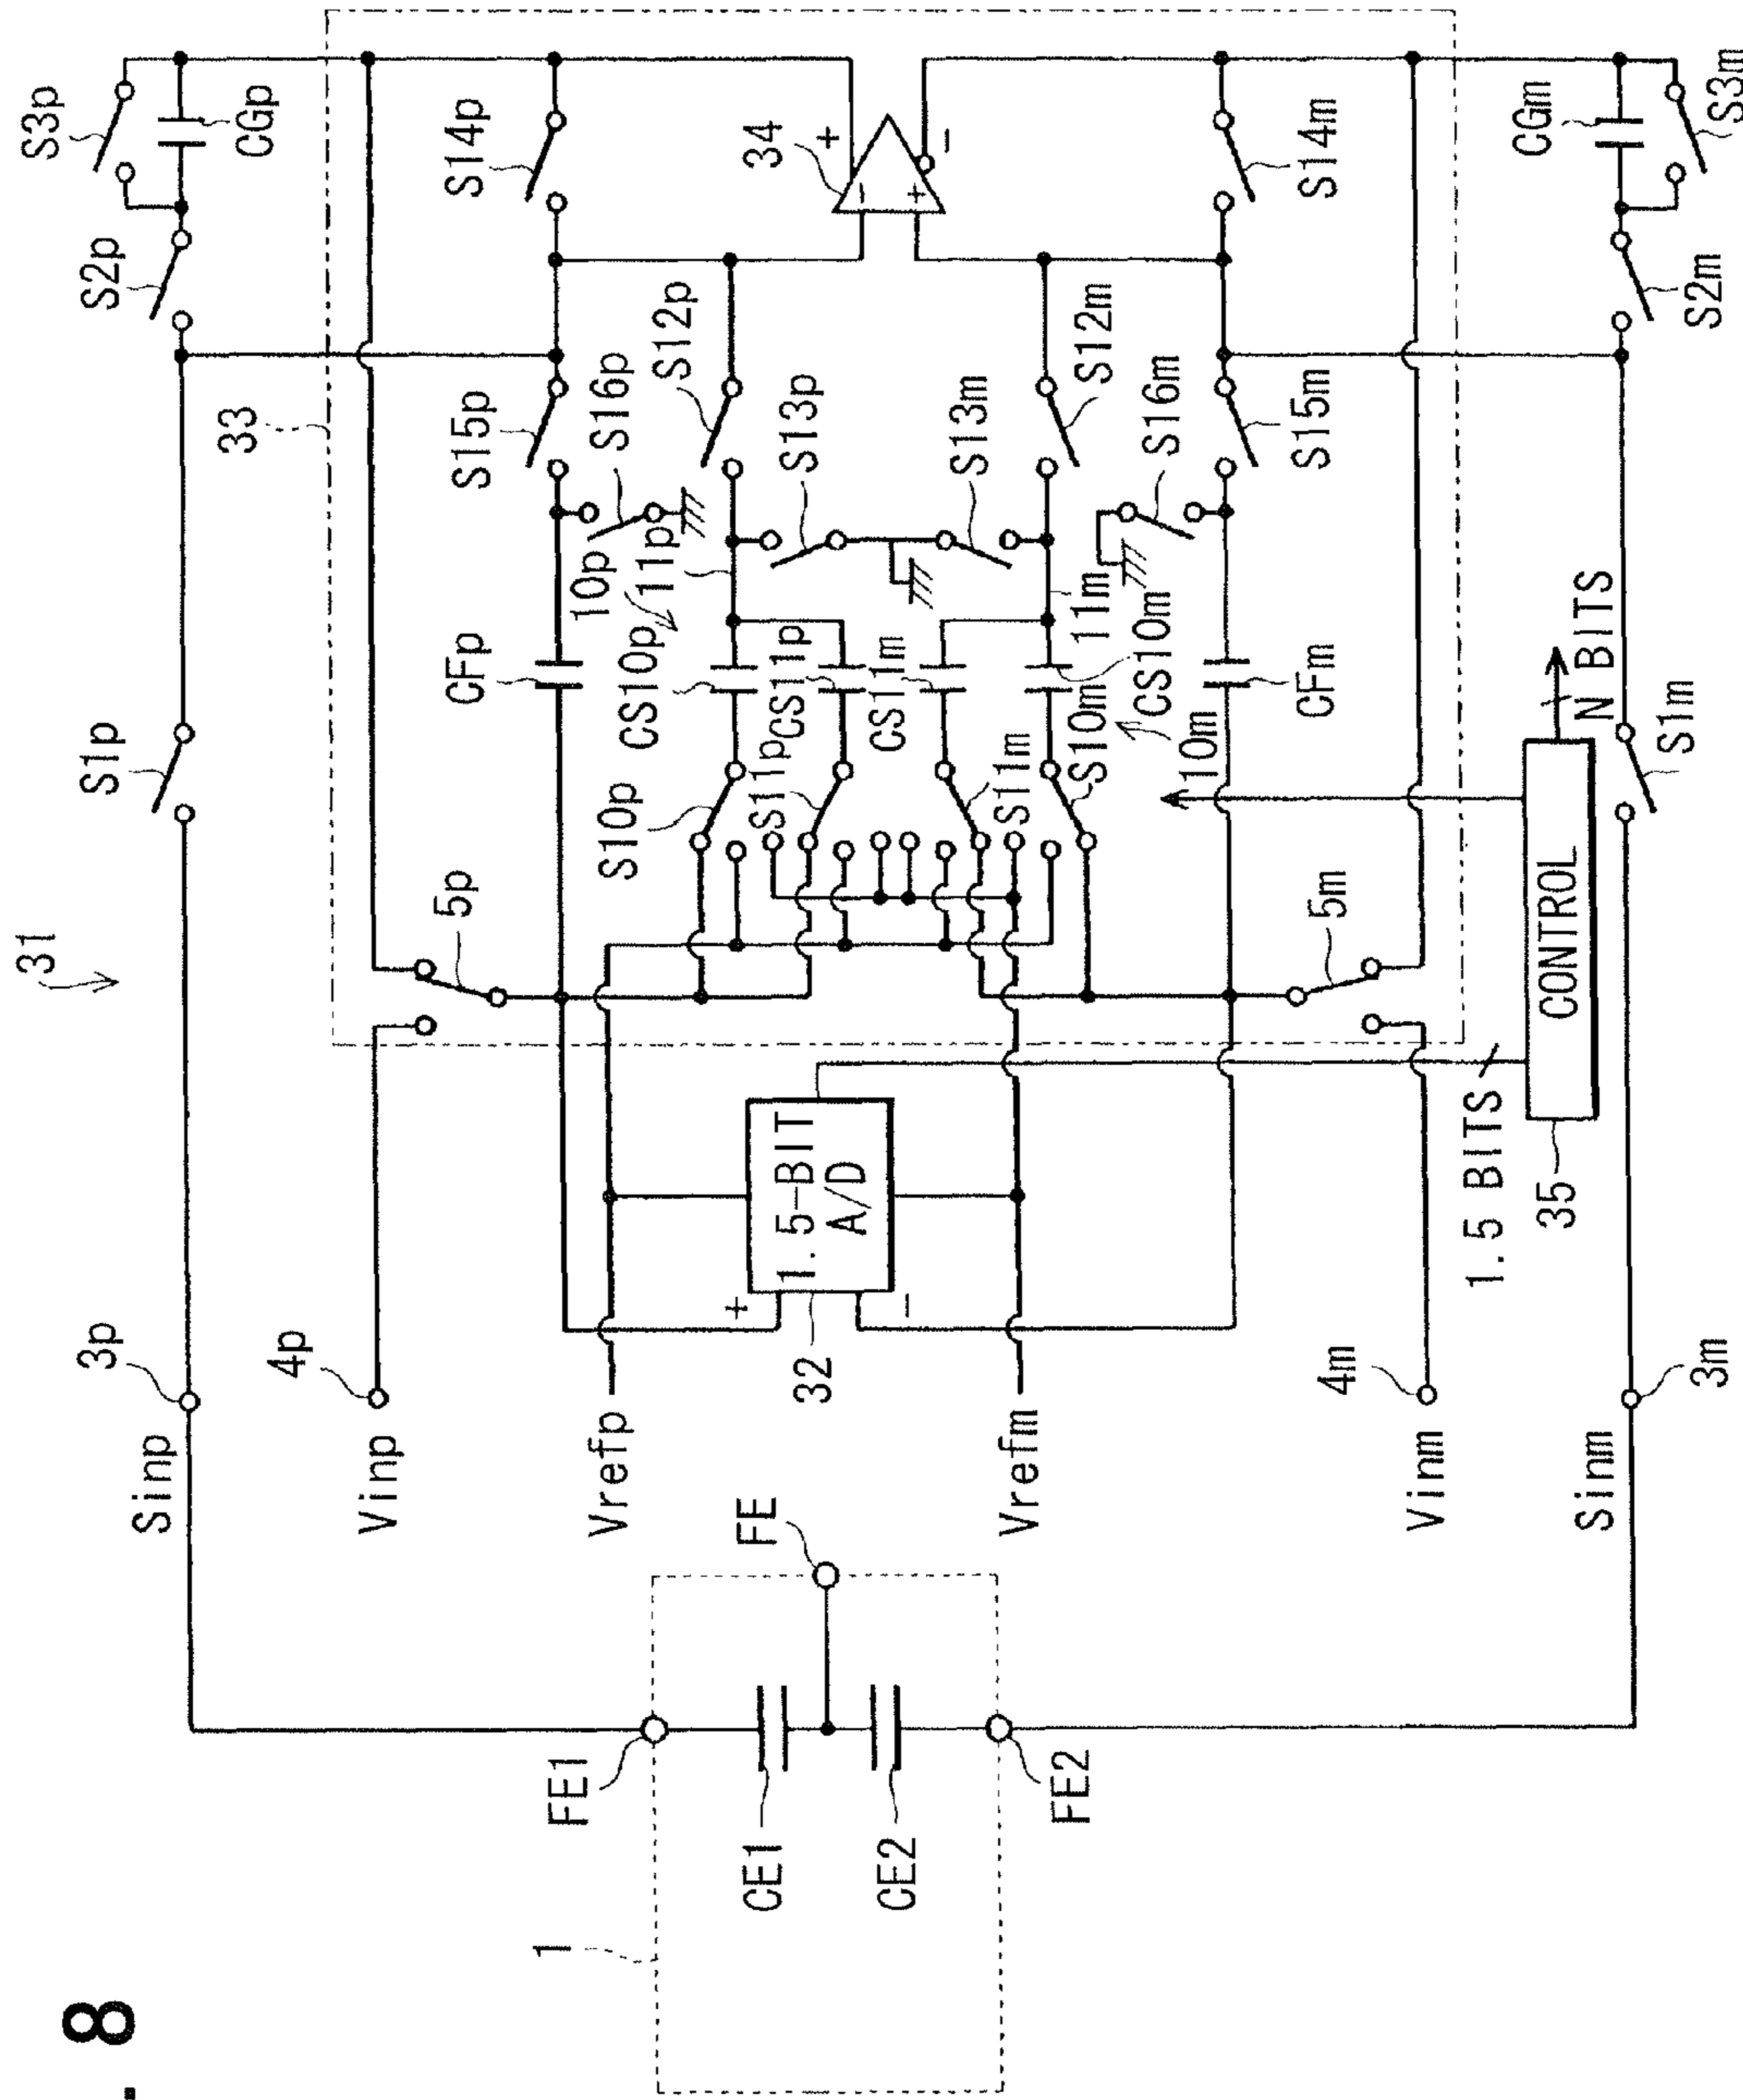 31
S3p
S2p
CGp
S1p
3p
Sinp
33
4p
Vinp
5p
S14p
S15p
S16p
CFp
10p
11p
34
+
-
-
+
S12p
S13p
CS10p
CS11p
S10p
S11p
Vrefp
FE1
CE1
1
FE
+
1.5-BIT
A/D
-
32
CS11m
S11m
S13m
S12m
11m
CS10m
S10m
10m
Vrefm
CE2
FE2
S14m
S16m
S15m
CFm
5m
4m
Vinm
1.5 BITS
CONTROL
35
N BITS
CGm
S3m
S2m
S1m
3m
Sinm
. 8